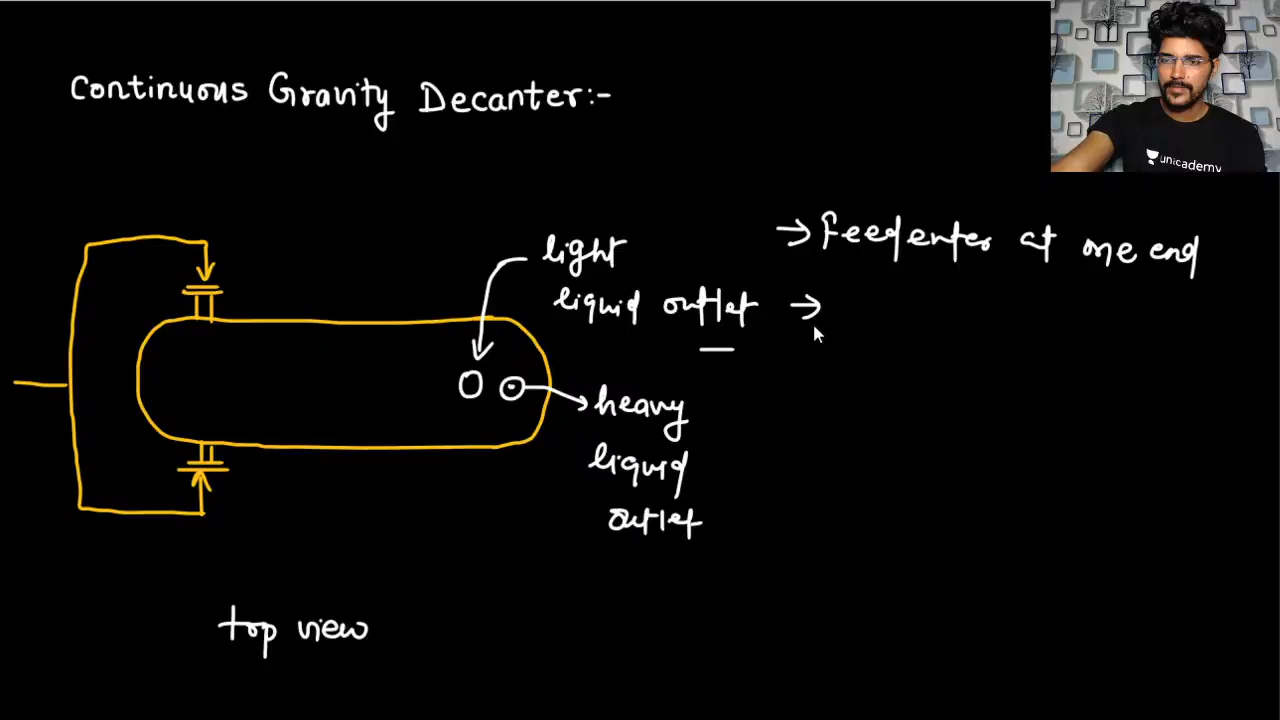 Continuous Gravity Decanter:-
unacademy
→ feed enter at one end
light
liquid outlet →
heavy
liquid
outlet
top view